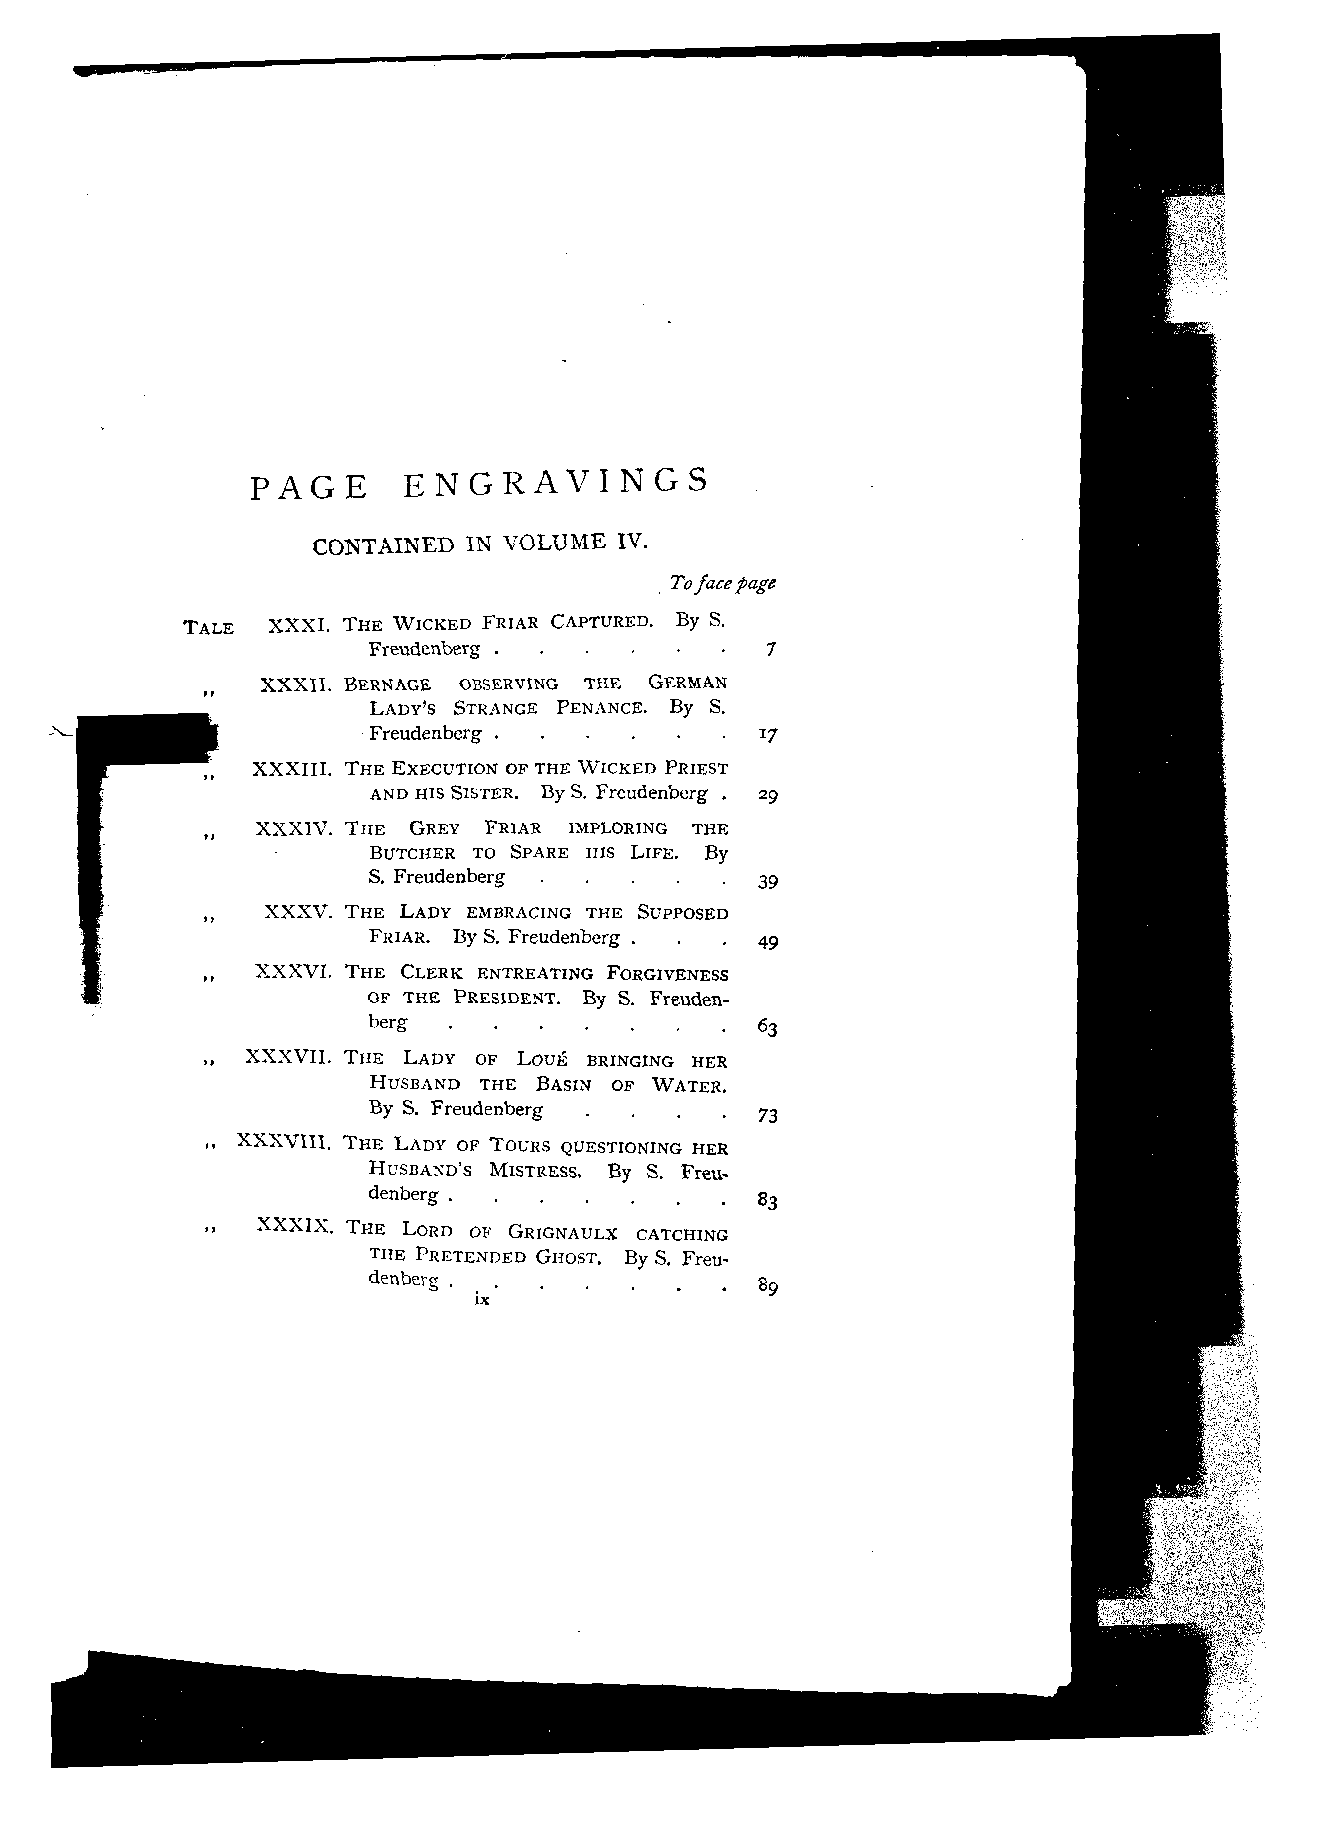 PAGE ENGRAVINGS
CONTAINED IN VOLUME IV.
To face page
TALE XXXI. THE WICKED FRIAR CAPTURED. By S.
Freudenberg . . . . . . 7
„ XXXII. BERNAGE OBSERVING THE GERMAN
LADY'S STRANGE PENANCE. By S.
Freudenberg . . . . . . 17
„ XXXIII. THE EXECUTION OF THE WICKED PRIEST
AND HIS SISTER. By S. Freudenberg . 29
„ XXXIV. THE GREY FRIAR IMPLORING THE
BUTCHER TO SPARE HIS LIFE. By
S. Freudenberg . . . . . 39
„ XXXV. THE LADY EMBRACING THE SUPPOSED
FRIAR. By S. Freudenberg . . . 49
„ XXXVI. THE CLERK ENTREATING FORGIVENESS
OF THE PRESIDENT. By S. Freuden-
berg . . . . . . . 63
„ XXXVII. THE LADY OF LOUÉ BRINGING HER
HUSBAND THE BASIN OF WATER.
By S. Freudenberg . . . . 73
„ XXXVIII. THE LADY OF TOURS QUESTIONING HER
HUSBAND'S MISTRESS. By S. Freu-
denberg . . . . . . . 83
„ XXXIX. THE LORD OF GRIGNAULX CATCHING
THE PRETENDED GHOST. By S. Freu-
denberg . . . . . . . 89
ix